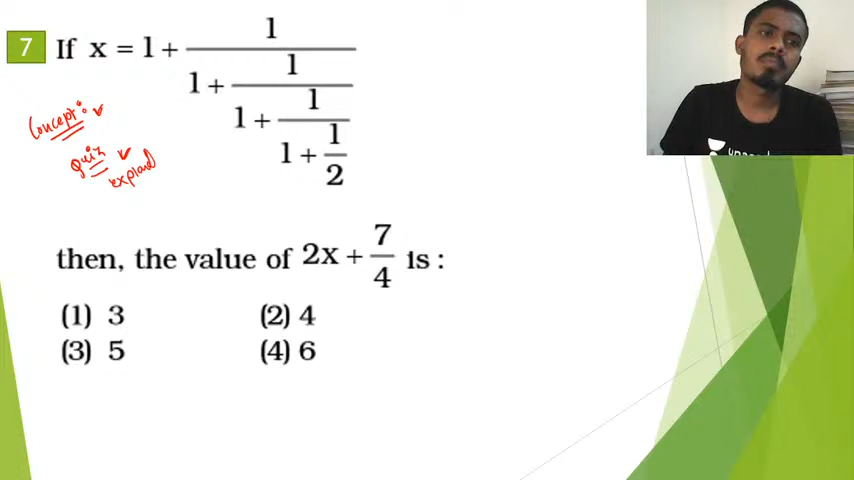 7 If x = 1 + 1
1 + 1
1 + 1
1 + 1
2
Concept:
quiz
then, the value of 2x + 7/4 is :
(1) 3 (2) 4
(3) 5 (4) 6